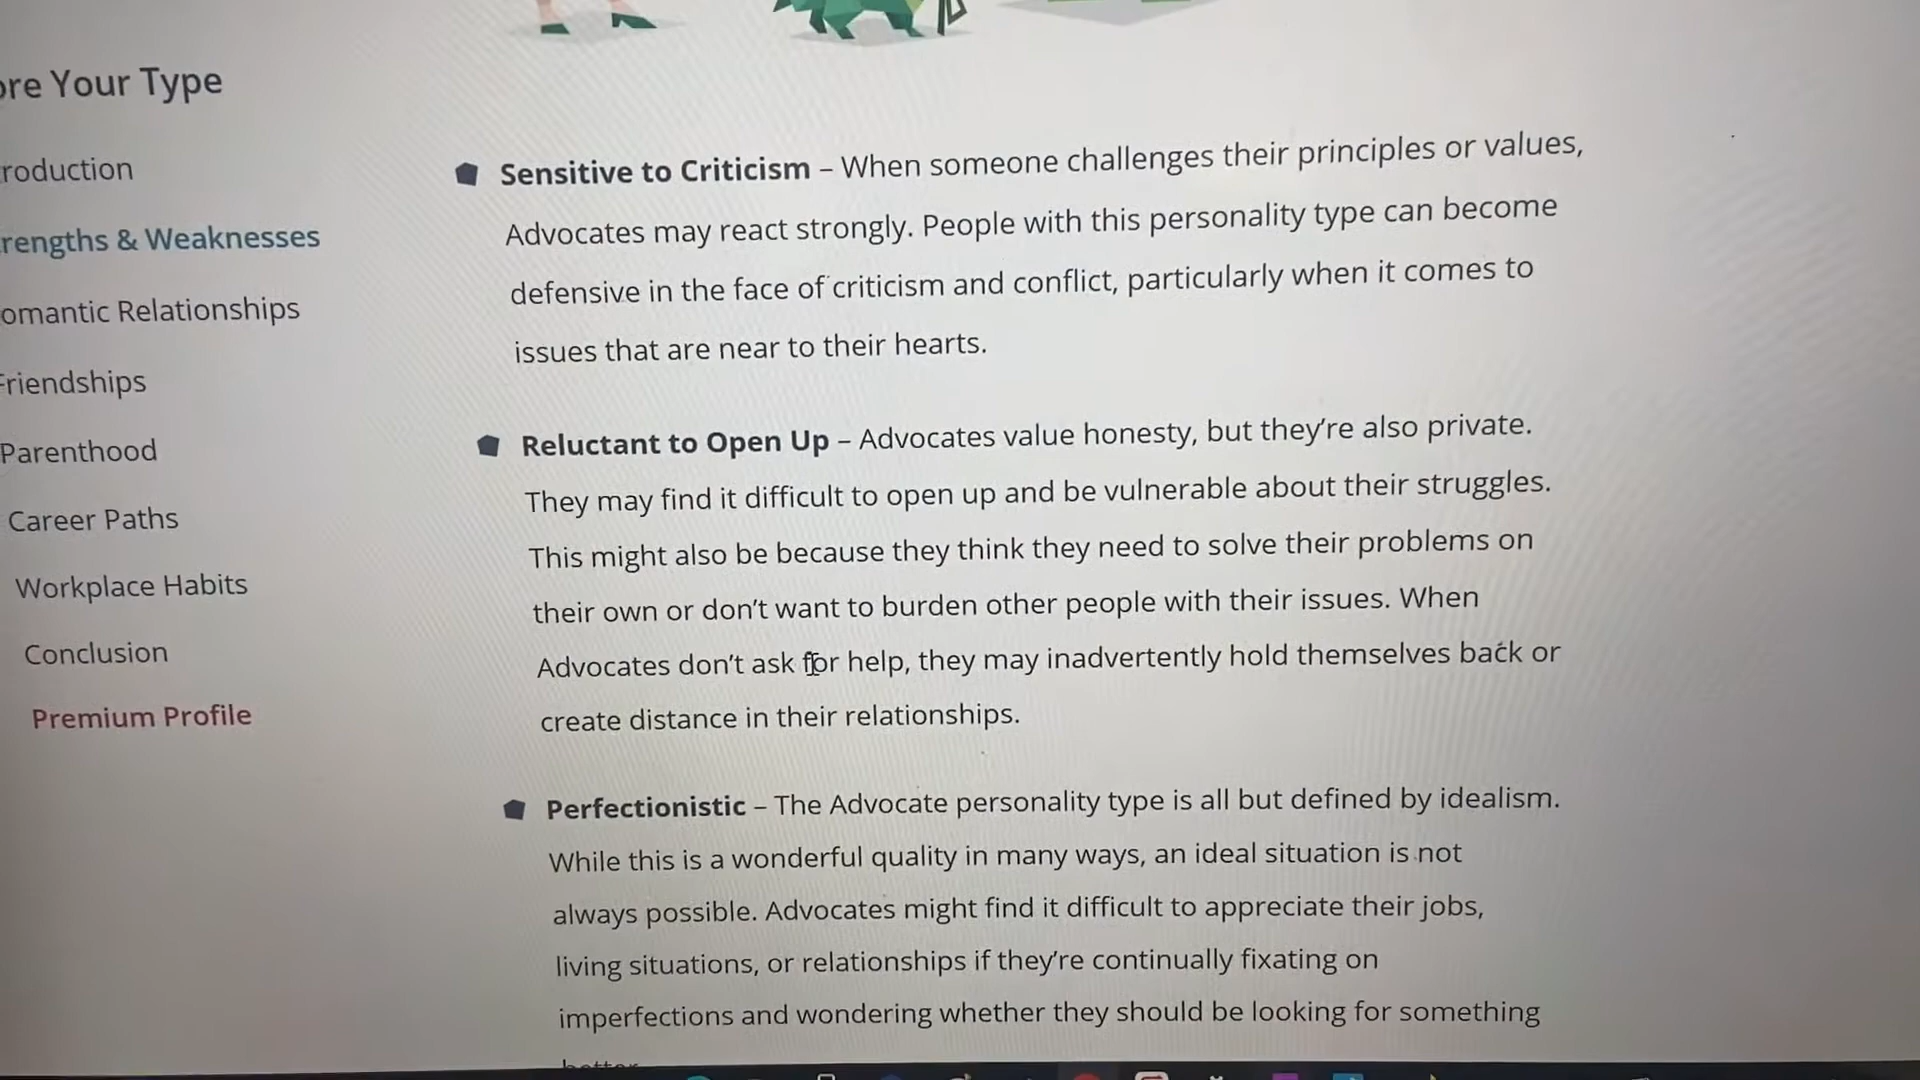 ore Your Type
roduction
rengths & Weaknesses
omantic Relationships
Friendships
Parenthood
Career Paths
Workplace Habits
Conclusion
Premium Profile
Sensitive to Criticism – When someone challenges their principles or values,
Advocates may react strongly. People with this personality type can become
defensive in the face of criticism and conflict, particularly when it comes to
issues that are near to their hearts.
Reluctant to Open Up – Advocates value honesty, but they’re also private.
They may find it difficult to open up and be vulnerable about their struggles.
This might also be because they think they need to solve their problems on
their own or don’t want to burden other people with their issues. When
Advocates don’t ask for help, they may inadvertently hold themselves back or
create distance in their relationships.
Perfectionistic – The Advocate personality type is all but defined by idealism.
While this is a wonderful quality in many ways, an ideal situation is not
always possible. Advocates might find it difficult to appreciate their jobs,
living situations, or relationships if they’re continually fixating on
imperfections and wondering whether they should be looking for something